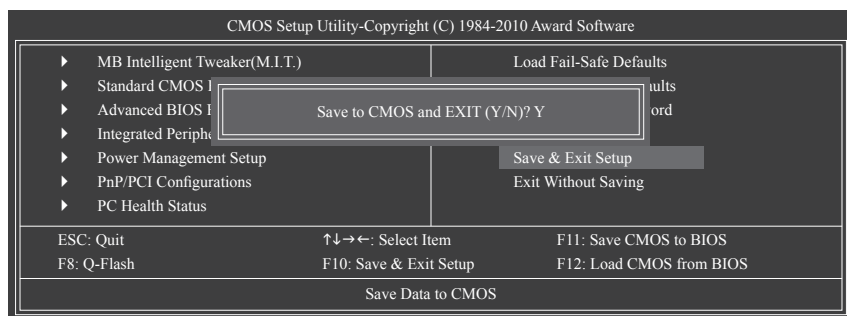 CMOS Setup Utility-Copyright (C) 1984-2010 Award Software
▶ MB Intelligent Tweaker(M.I.T.)
▶ Standard CMOS
▶ Advanced BIOS
▶ Integrated
▶ Power Management Setup
▶ PnP/PCI Configurations
▶ PC Health Status
Load Fail-Safe Defaults
Save & Exit Setup
Exit Without Saving
Save to CMOS and EXIT (Y/N)? Y
ESC: Quit ↑↓→←: Select Item F11: Save CMOS to BIOS
F8: Q-Flash F10: Save & Exit Setup F12: Load CMOS from BIOS
Save Data to CMOS